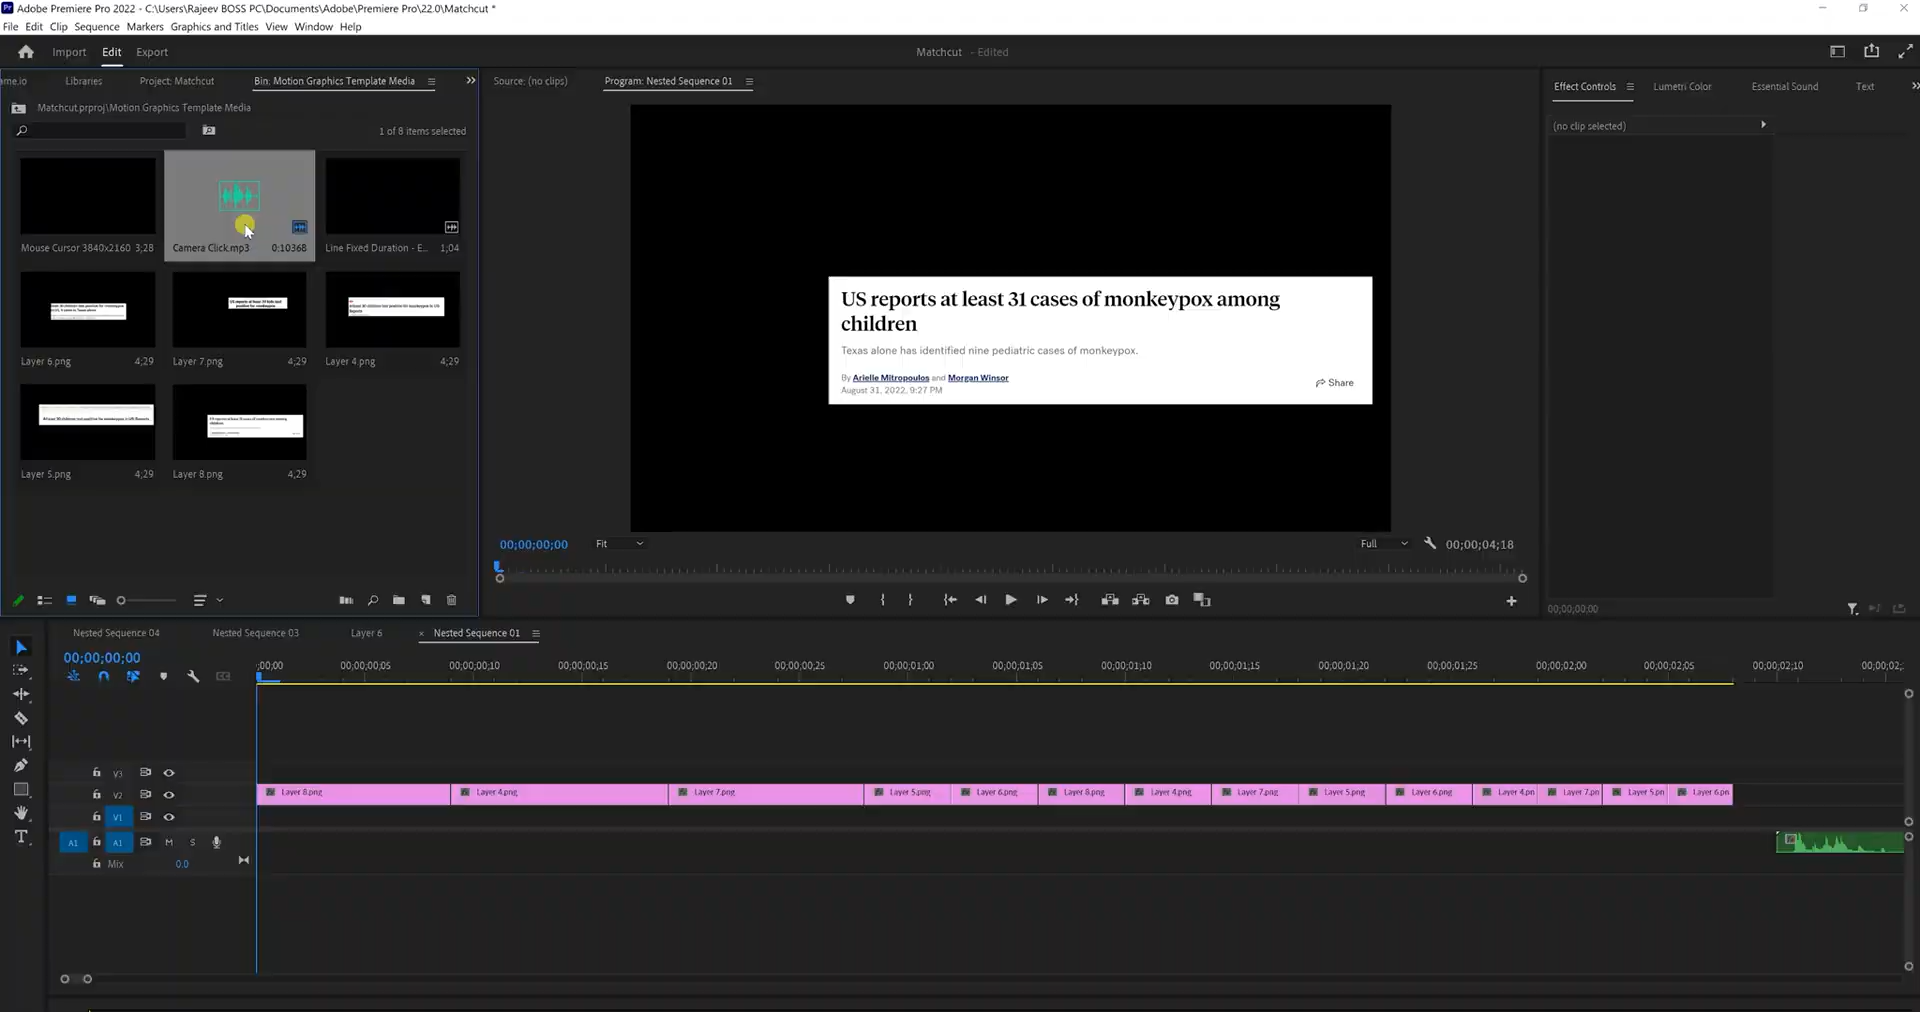 Adobe Premiere Pro 2022 - C:\Users\Rajeev BOSS PC\Documents\Adobe\Premiere Pro\22.0\Matchcut *
File Edit Clip Sequence Markers Graphics and Titles View Window Help
Import Edit Export
Matchcut - Edited
ame.io Libraries Project: Matchcut Bin: Motion Graphics Template Media
Source: (no clips) Program: Nested Sequence 01
Effect Controls Lumetri Color Essential Sound Text
Matchcut.prproj\Motion Graphics Template Media
1 of 8 items selected
(no clip selected)
Mouse Cursor 3840x2160 3;28
Camera Click.mp3 0:10368
Line Fixed Duration - E... 1;04
Layer 6.png 4;29
Layer 7.png 4;29
Layer 4.png 4;29
Layer 5.png 4;29
Layer 8.png 4;29
US reports at least 31 cases of monkeypox among
children
Texas alone has identified nine pediatric cases of monkeypox.
By Arielle Mitropoulos and Morgan Winsor
August 31, 2022, 9:27 PM
Share
00;00;00;00 Fit Full 00;00;04;18
00;00;00;00
Nested Sequence 04 Nested Sequence 03 Layer 6 × Nested Sequence 01
00;00;00;00
;00;00 00;00;00;05 00;00;00;10 00;00;00;15 00;00;00;20 00;00;00;25 00;00;01;00 00;00;01;05 00;00;01;10 00;00;01;15 00;00;01;20 00;00;01;25 00;00;02;00 00;00;02;05 00;00;02;10 00;00;02;
CC
V3
V2 Layer 8.png Layer 4.png Layer 7.png Layer 5.png Layer 6.png Layer 8.png Layer 4.png Layer 7.png Layer 5.png Layer 6.png Layer 4.pn Layer 7.pn Layer 5.pn Layer 6.pn
V1
A1 A1 M S
Mix 0.0